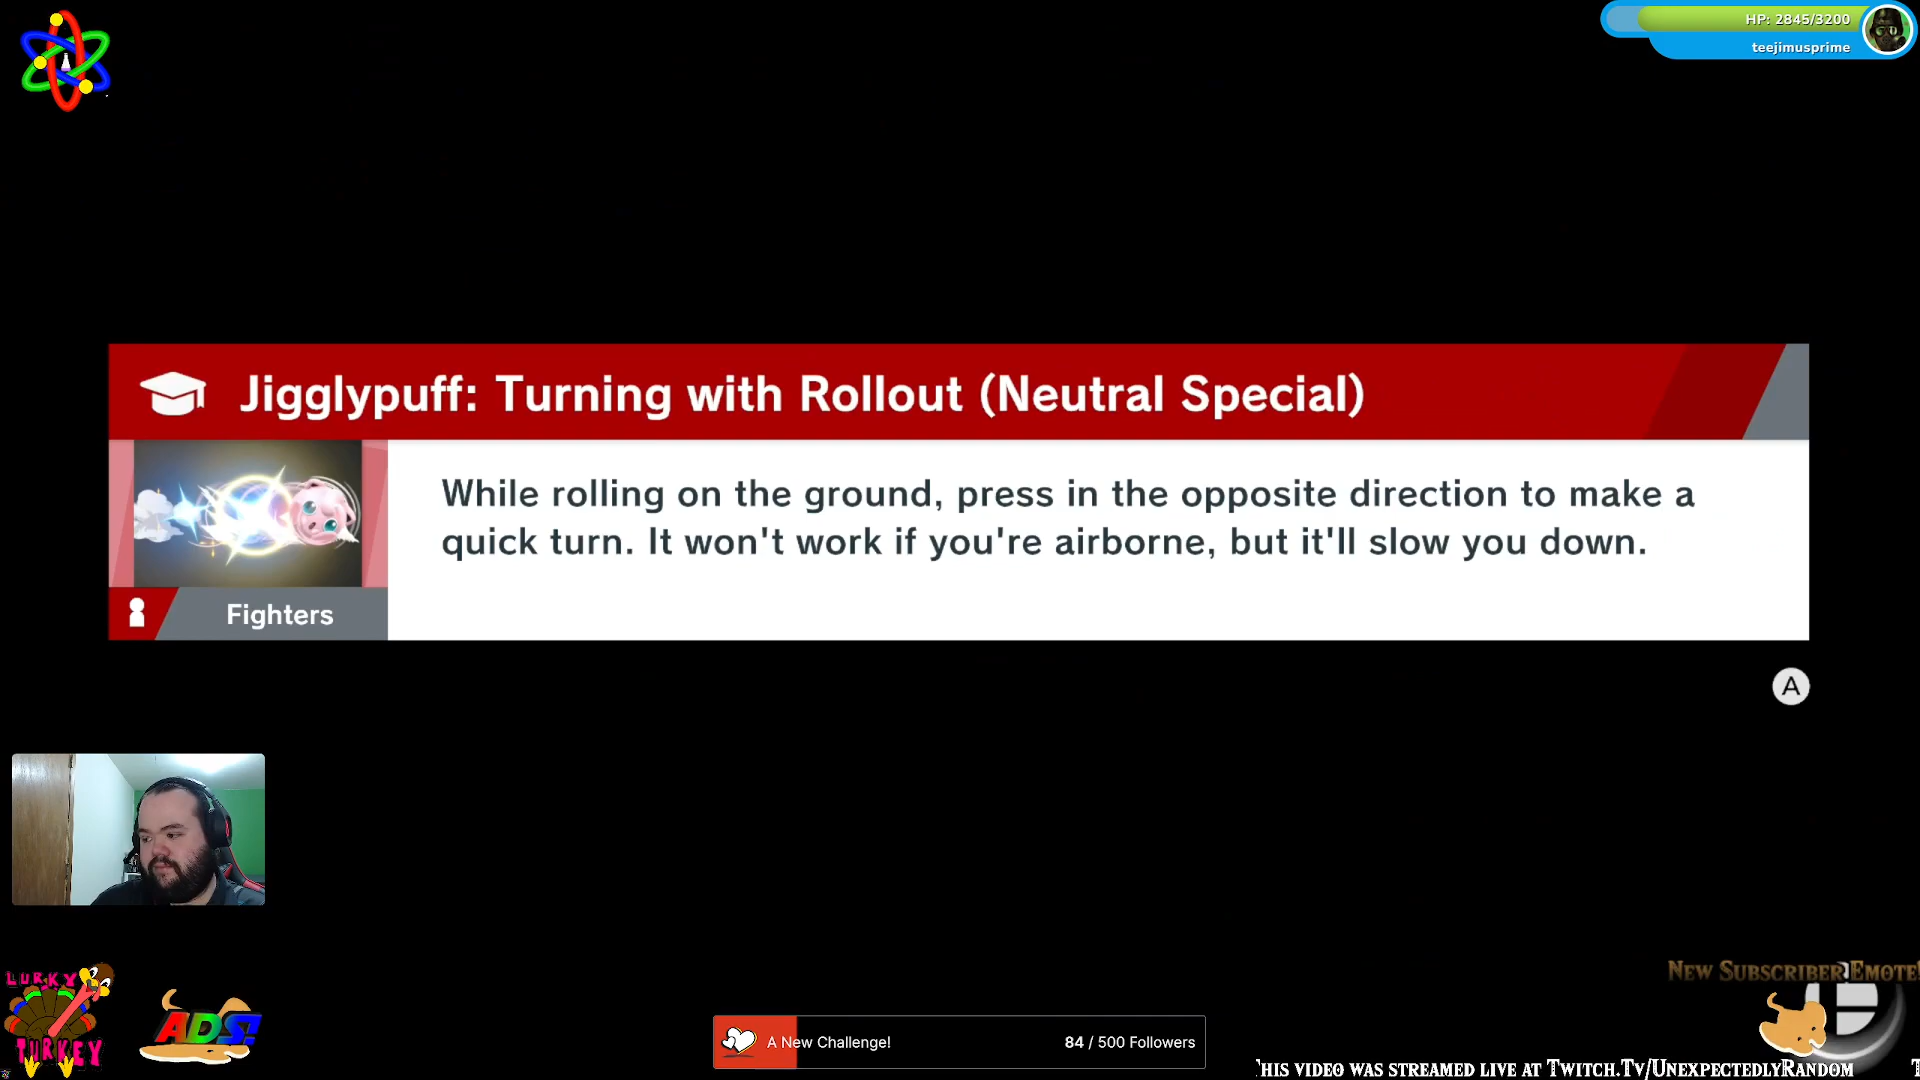 HP: 2845/3200
teejimusprime
Jigglypuff: Turning with Rollout (Neutral Special)
While rolling on the ground, press in the opposite direction to make a
quick turn. It won't work if you're airborne, but it'll slow you down.
Fighters
A
LURKY
TURKEY
ADS!
New Subscriber Emote!
A New Challenge!
84 / 500 Followers
This video was streamed live at Twitch.Tv/UnexpectedlyRandom